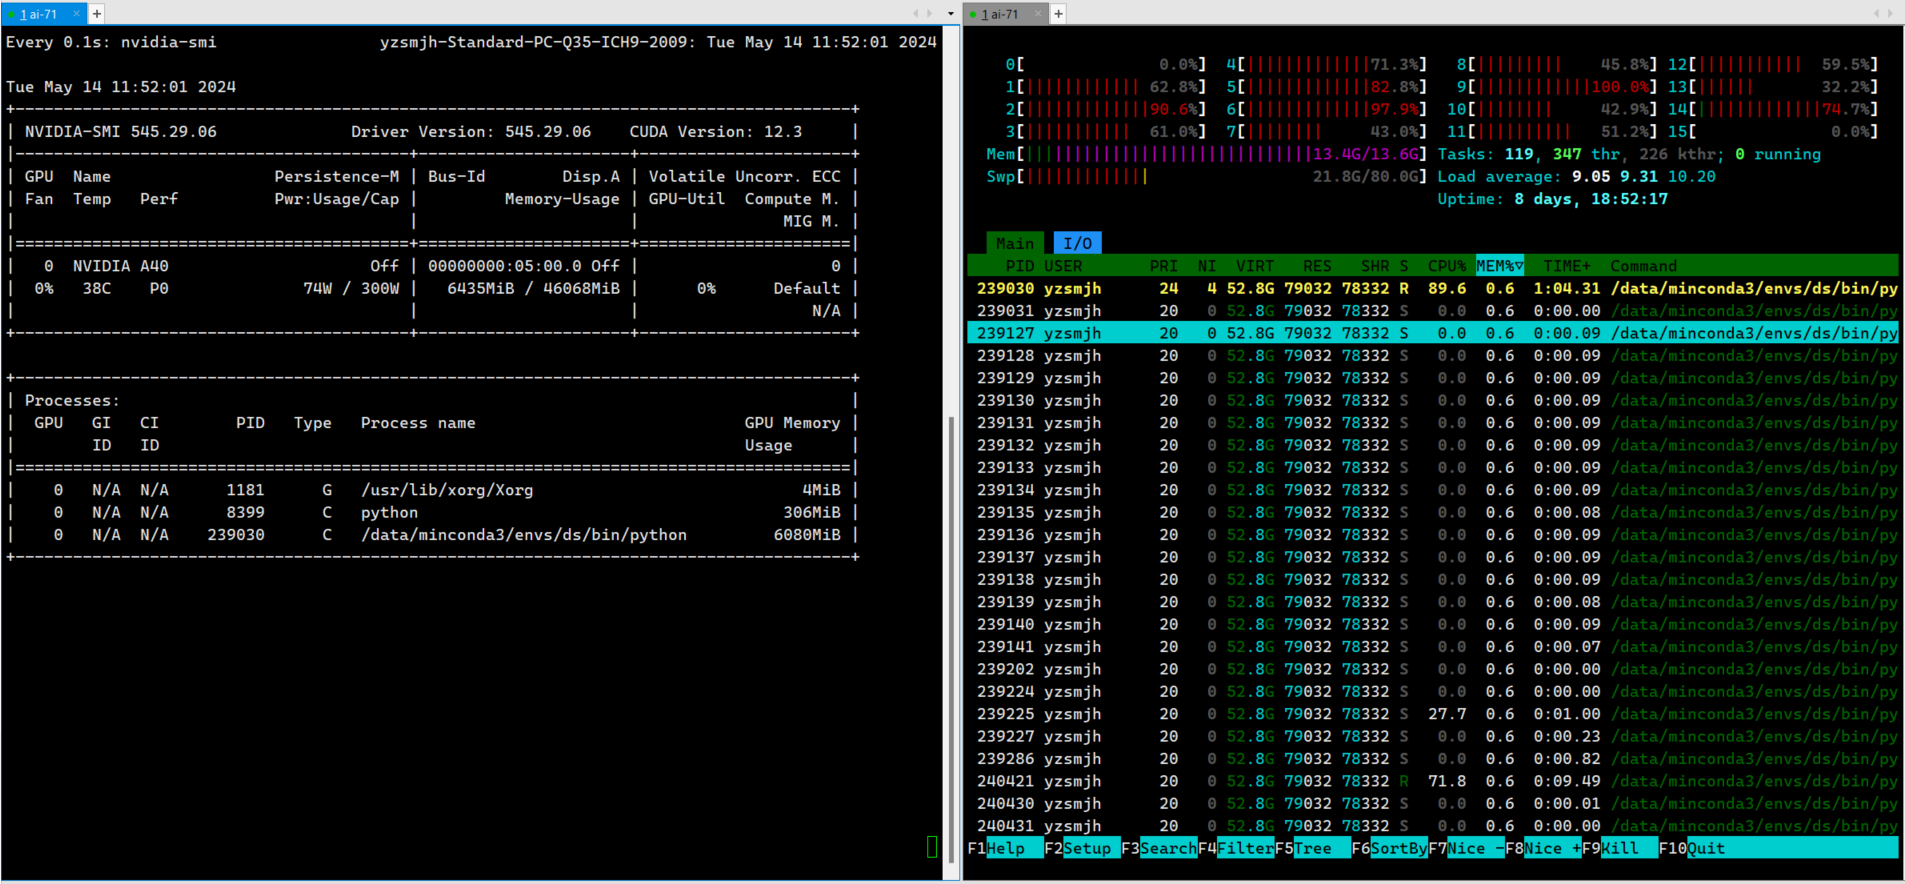 1 ai-71 × +
Every 0.1s: nvidia-smi yzsmjh-Standard-PC-Q35-ICH9-2009: Tue May 14 11:52:01 2024
Tue May 14 11:52:01 2024
NVIDIA-SMI 545.29.06 Driver Version: 545.29.06 CUDA Version: 12.3
GPU Name Persistence-M | Bus-Id Disp.A | Volatile Uncorr. ECC
Fan Temp Perf Pwr:Usage/Cap | Memory-Usage | GPU-Util Compute M.
MIG M.
0 NVIDIA A40 Off | 00000000:05:00.0 Off | 0
0% 38C P0 74W / 300W | 6435MiB / 46068MiB | 0% Default
N/A
Processes:
GPU GI CI PID Type Process name GPU Memory
ID ID Usage
0 N/A N/A 1181 G /usr/lib/xorg/Xorg 4MiB
0 N/A N/A 8399 C python 306MiB
0 N/A N/A 239030 C /data/minconda3/envs/ds/bin/python 6080MiB
1 ai-71 × +
0[ 0.0%] 4[ 71.3%] 8[ 45.8%] 12[ 59.5%]
1[ 62.8%] 5[ 82.8%] 9[ 100.0%] 13[ 32.2%]
2[ 90.6%] 6[ 97.9%] 10[ 42.9%] 14[ 74.7%]
3[ 61.0%] 7[ 43.0%] 11[ 51.2%] 15[ 0.0%]
Mem[ 13.4G/13.6G] Tasks: 119, 347 thr, 226 kthr; 0 running
Swp[ 21.8G/80.0G] Load average: 9.05 9.31 10.20
Uptime: 8 days, 18:52:17
Main I/O
PID USER PRI NI VIRT RES SHR S CPU% MEM%▽ TIME+ Command
239030 yzsmjh 24 4 52.8G 79032 78332 R 89.6 0.6 1:04.31 /data/minconda3/envs/ds/bin/py
239031 yzsmjh 20 0 52.8G 79032 78332 S 0.0 0.6 0:00.00 /data/minconda3/envs/ds/bin/py
239127 yzsmjh 20 0 52.8G 79032 78332 S 0.0 0.6 0:00.09 /data/minconda3/envs/ds/bin/py
239128 yzsmjh 20 0 52.8G 79032 78332 S 0.0 0.6 0:00.09 /data/minconda3/envs/ds/bin/py
239129 yzsmjh 20 0 52.8G 79032 78332 S 0.0 0.6 0:00.09 /data/minconda3/envs/ds/bin/py
239130 yzsmjh 20 0 52.8G 79032 78332 S 0.0 0.6 0:00.09 /data/minconda3/envs/ds/bin/py
239131 yzsmjh 20 0 52.8G 79032 78332 S 0.0 0.6 0:00.09 /data/minconda3/envs/ds/bin/py
239132 yzsmjh 20 0 52.8G 79032 78332 S 0.0 0.6 0:00.09 /data/minconda3/envs/ds/bin/py
239133 yzsmjh 20 0 52.8G 79032 78332 S 0.0 0.6 0:00.09 /data/minconda3/envs/ds/bin/py
239134 yzsmjh 20 0 52.8G 79032 78332 S 0.0 0.6 0:00.09 /data/minconda3/envs/ds/bin/py
239135 yzsmjh 20 0 52.8G 79032 78332 S 0.0 0.6 0:00.08 /data/minconda3/envs/ds/bin/py
239136 yzsmjh 20 0 52.8G 79032 78332 S 0.0 0.6 0:00.09 /data/minconda3/envs/ds/bin/py
239137 yzsmjh 20 0 52.8G 79032 78332 S 0.0 0.6 0:00.09 /data/minconda3/envs/ds/bin/py
239138 yzsmjh 20 0 52.8G 79032 78332 S 0.0 0.6 0:00.09 /data/minconda3/envs/ds/bin/py
239139 yzsmjh 20 0 52.8G 79032 78332 S 0.0 0.6 0:00.08 /data/minconda3/envs/ds/bin/py
239140 yzsmjh 20 0 52.8G 79032 78332 S 0.0 0.6 0:00.09 /data/minconda3/envs/ds/bin/py
239141 yzsmjh 20 0 52.8G 79032 78332 S 0.0 0.6 0:00.07 /data/minconda3/envs/ds/bin/py
239202 yzsmjh 20 0 52.8G 79032 78332 S 0.0 0.6 0:00.00 /data/minconda3/envs/ds/bin/py
239224 yzsmjh 20 0 52.8G 79032 78332 S 0.0 0.6 0:00.00 /data/minconda3/envs/ds/bin/py
239225 yzsmjh 20 0 52.8G 79032 78332 S 27.7 0.6 0:01.00 /data/minconda3/envs/ds/bin/py
239227 yzsmjh 20 0 52.8G 79032 78332 S 0.0 0.6 0:00.23 /data/minconda3/envs/ds/bin/py
239286 yzsmjh 20 0 52.8G 79032 78332 S 0.0 0.6 0:00.82 /data/minconda3/envs/ds/bin/py
240421 yzsmjh 20 0 52.8G 79032 78332 R 71.8 0.6 0:09.49 /data/minconda3/envs/ds/bin/py
240430 yzsmjh 20 0 52.8G 79032 78332 S 0.0 0.6 0:00.01 /data/minconda3/envs/ds/bin/py
240431 yzsmjh 20 0 52.8G 79032 78332 S 0.0 0.6 0:00.00 /data/minconda3/envs/ds/bin/py
F1Help F2Setup F3SearchF4FilterF5Tree F6SortByF7Nice -F8Nice +F9Kill F10Quit